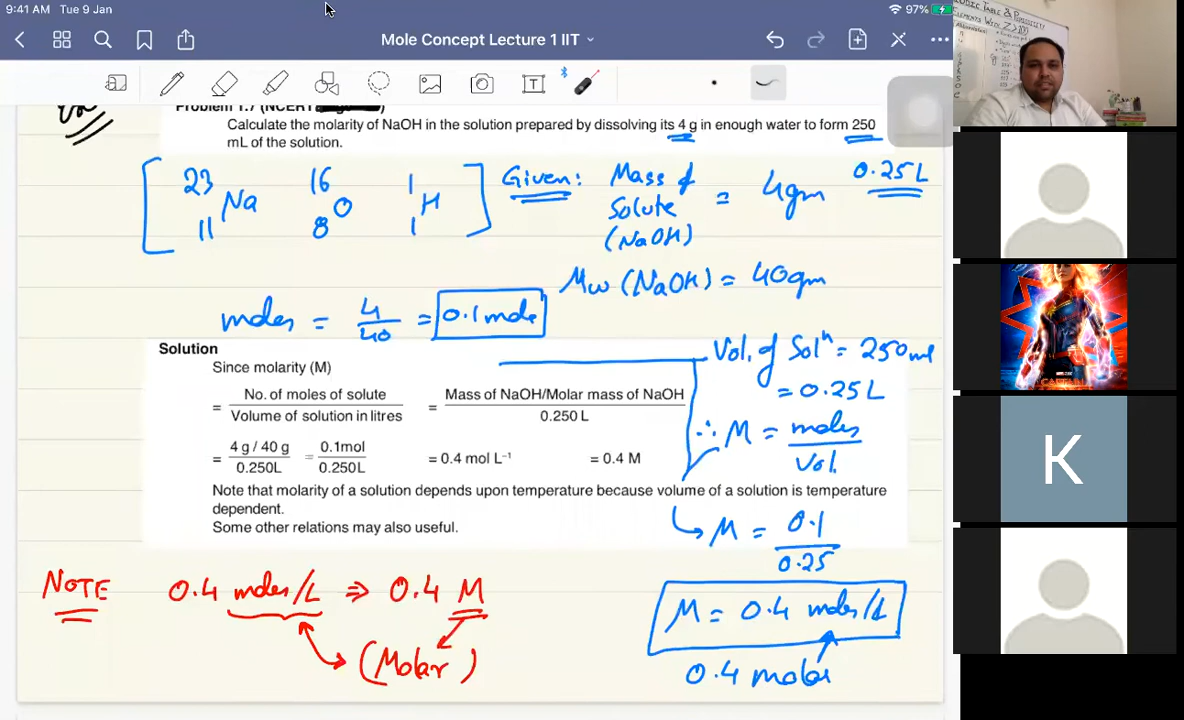 9:41 AM Tue 9 Jan
97%
Mole Concept Lecture 1 IIT
Problem 1.7 (NCERT
Calculate the molarity of NaOH in the solution prepared by dissolving its 4 g in enough water to form 250
mL of the solution.
23 Na 11 16 O 8 1 H 1
Given: Mass of Solute (NaOH) = 4gm
0.25 L
Mw (NaOH) = 40gm
moles = 4/40 = 0.1 mole
Solution
Since molarity (M)
= No. of moles of solute / Volume of solution in litres = Mass of NaOH/Molar mass of NaOH / 0.250 L
= 4 g / 40 g / 0.250L = 0.1mol / 0.250L = 0.4 mol L⁻¹ = 0.4 M
Note that molarity of a solution depends upon temperature because volume of a solution is temperature
dependent.
Some other relations may also useful.
Vol. of Solⁿ = 250 ml
= 0.25 L
∴ M = moles / Vol.
M = 0.1 / 0.25
M = 0.4 moles/L
0.4 molar
NOTE 0.4 moles/L ⇒ 0.4 M
(Molar)
K